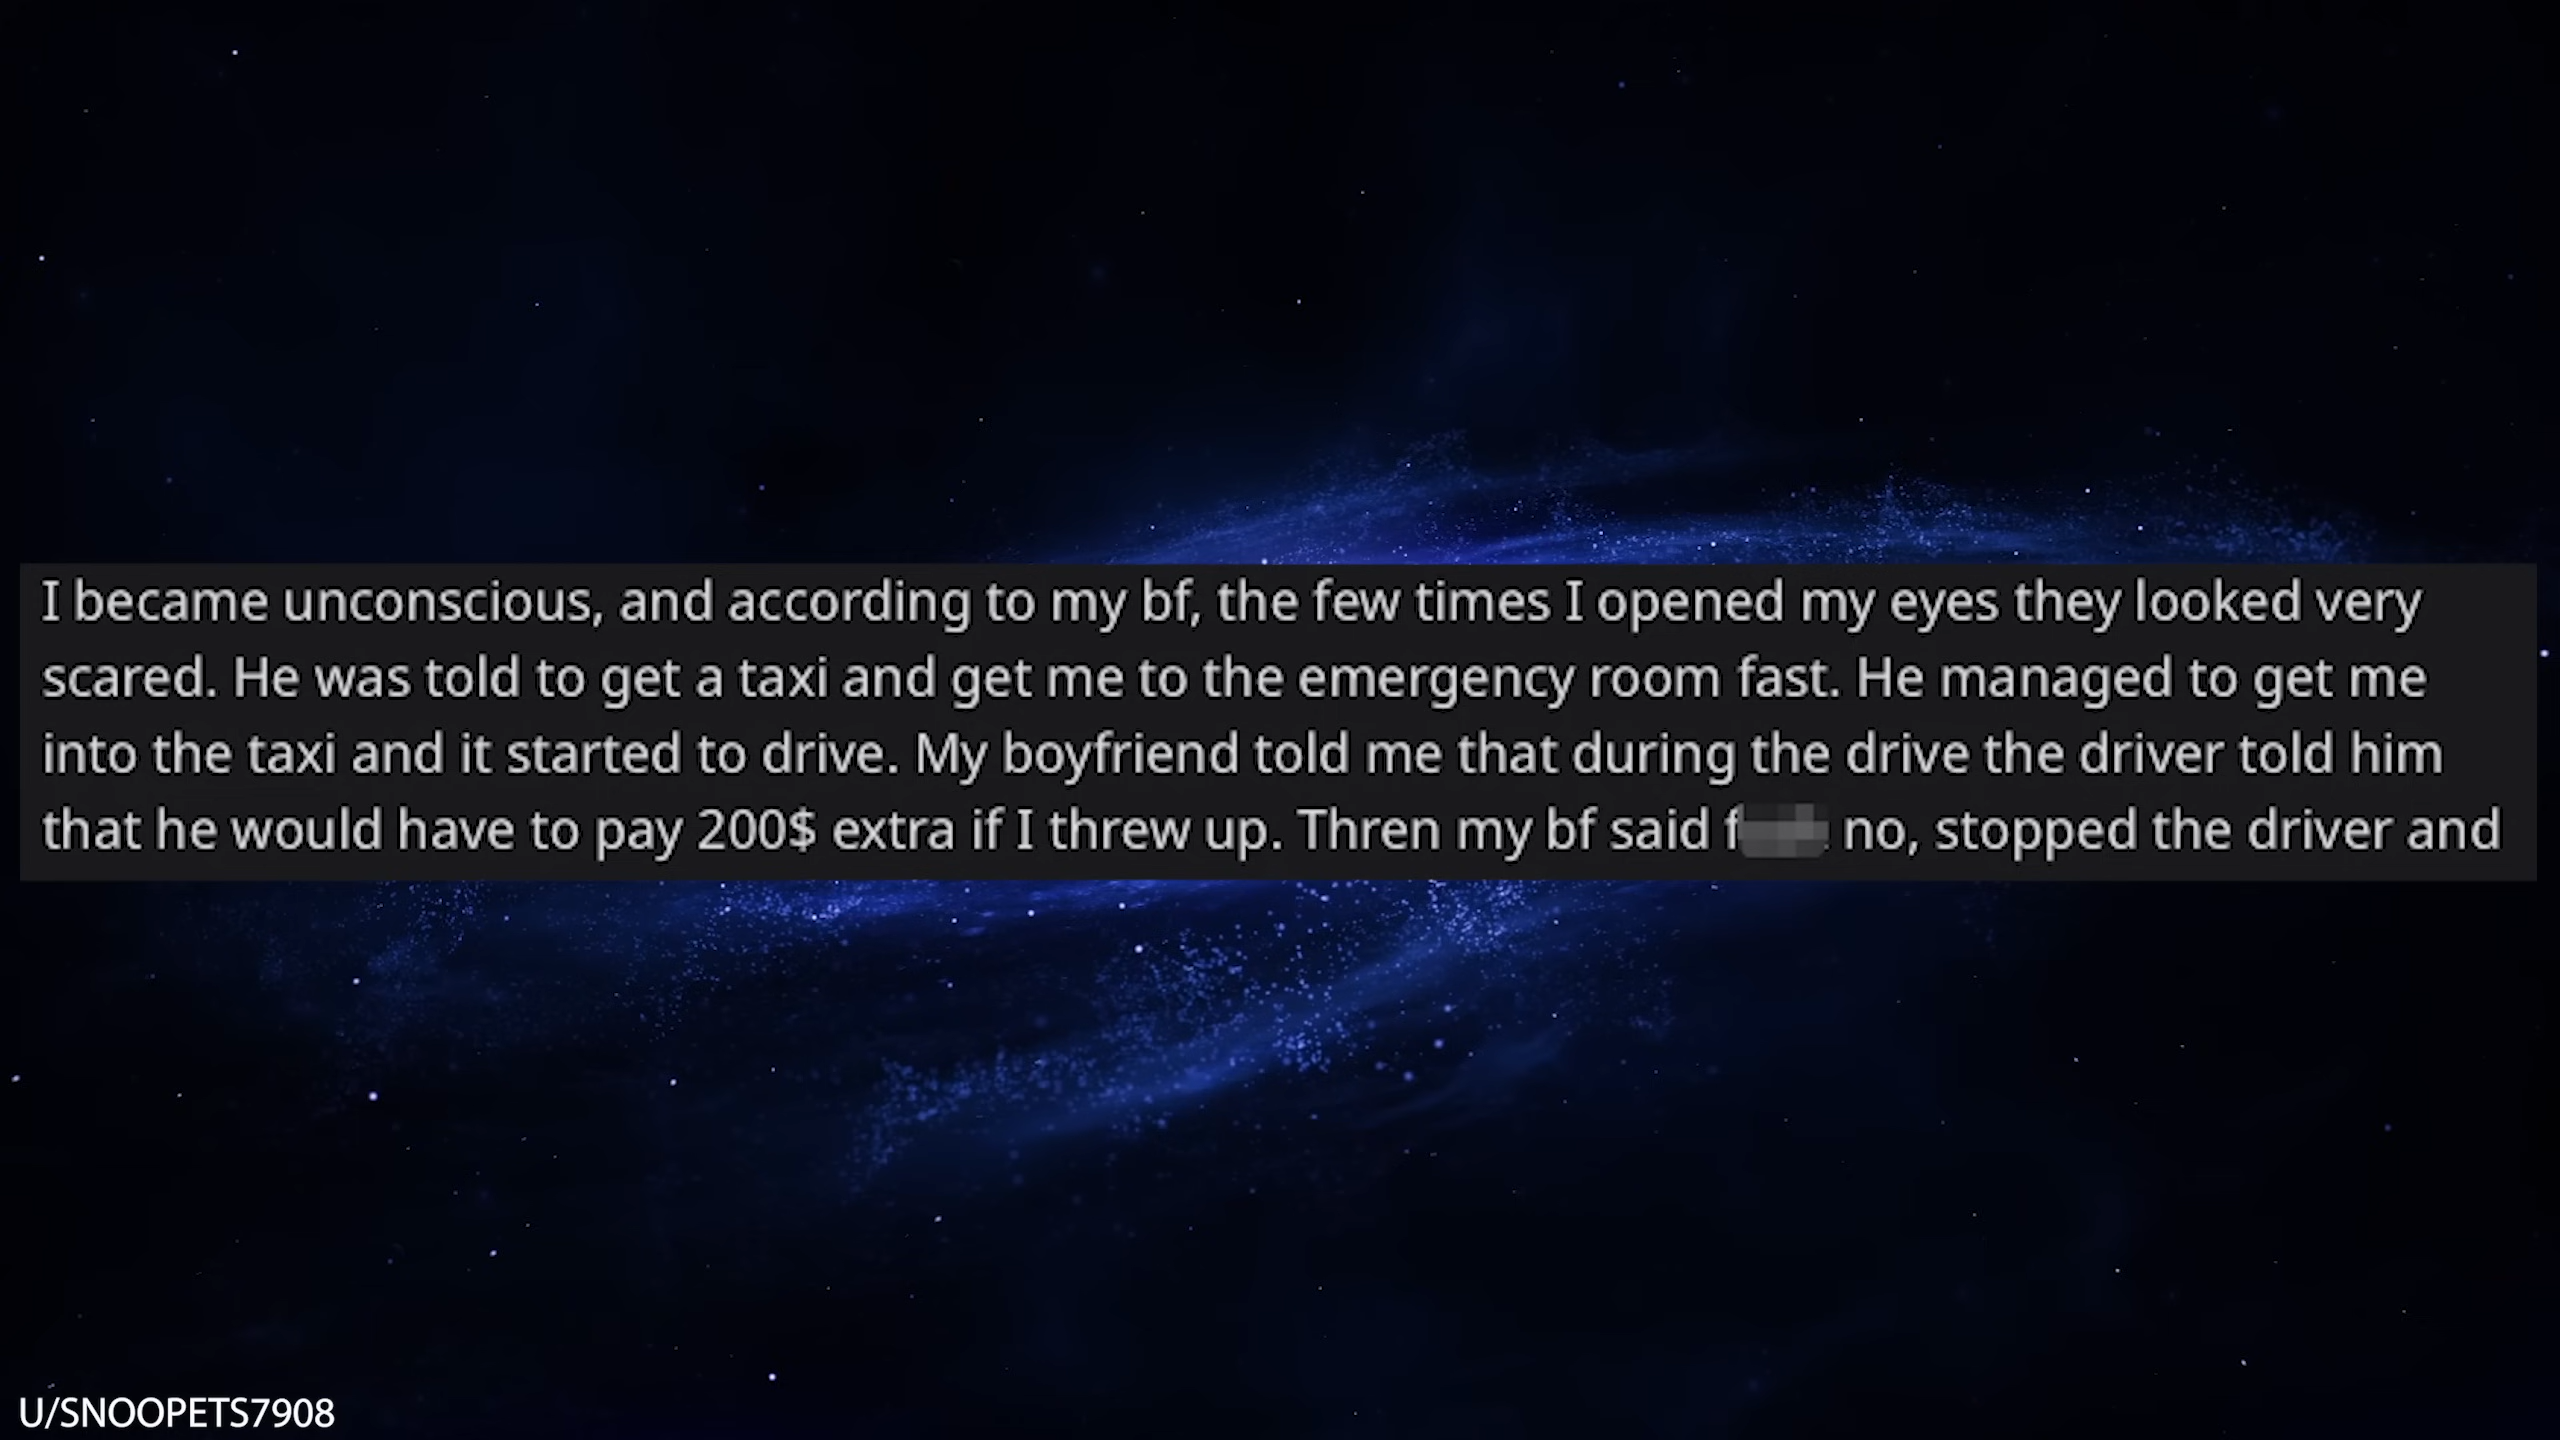 I became unconscious, and according to my bf, the few times I opened my eyes they looked very
scared. He was told to get a taxi and get me to the emergency room fast. He managed to get me
into the taxi and it started to drive. My boyfriend told me that during the drive the driver told him
that he would have to pay 200$ extra if I threw up. Thren my bf said no, stopped the driver and
U/SNOOPETS7908